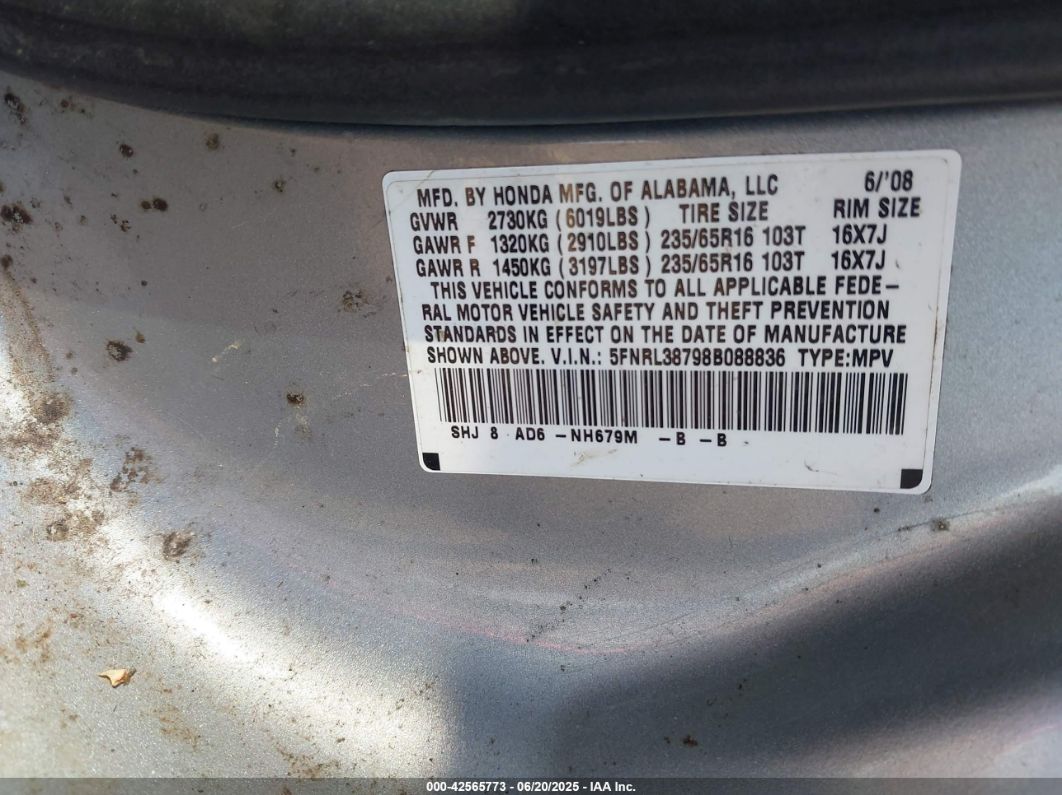 MFD. BY HONDA MFG. OF ALABAMA, LLC 6/'08
GVWR 2730KG (6019LBS) TIRE SIZE RIM SIZE
GAWR F 1320KG (2910LBS) 235/65R16 103T 16X7J
GAWR R 1450KG (3197LBS) 235/65R16 103T 16X7J
THIS VEHICLE CONFORMS TO ALL APPLICABLE FEDE-
RAL MOTOR VEHICLE SAFETY AND THEFT PREVENTION
STANDARDS IN EFFECT ON THE DATE OF MANUFACTURE
SHOWN ABOVE. V.I.N.: 5FNRL38798B088836 TYPE:MPV
SHJ 8 AD6 -NH679M -B -B
000-42565773 - 06/20/2025 - IAA Inc.